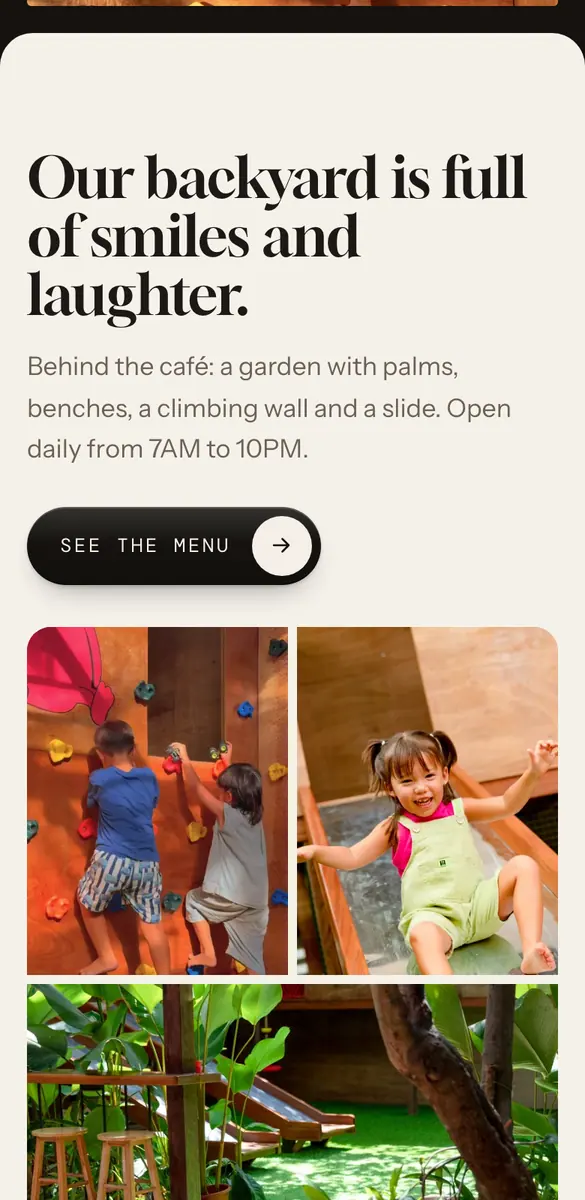 Our backyard is full
of smiles and
laughter.
Behind the café: a garden with palms,
benches, a climbing wall and a slide. Open
daily from 7AM to 10PM.
SEE THE MENU